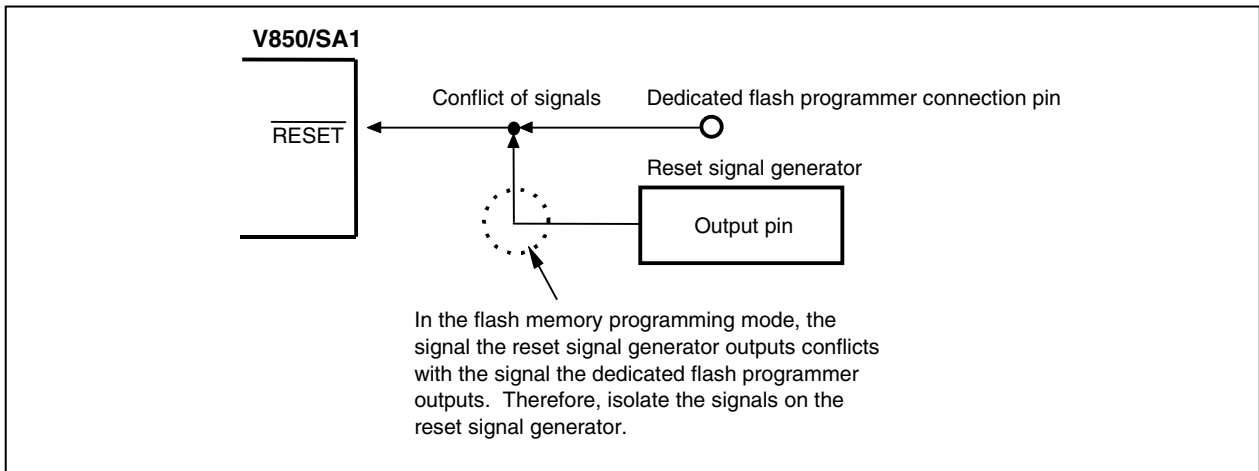 V850/SA1
Conflict of signals
Dedicated flash programmer connection pin
RESET
Reset signal generator
Output pin
In the flash memory programming mode, the
signal the reset signal generator outputs conflicts
with the signal the dedicated flash programmer
outputs. Therefore, isolate the signals on the
reset signal generator.